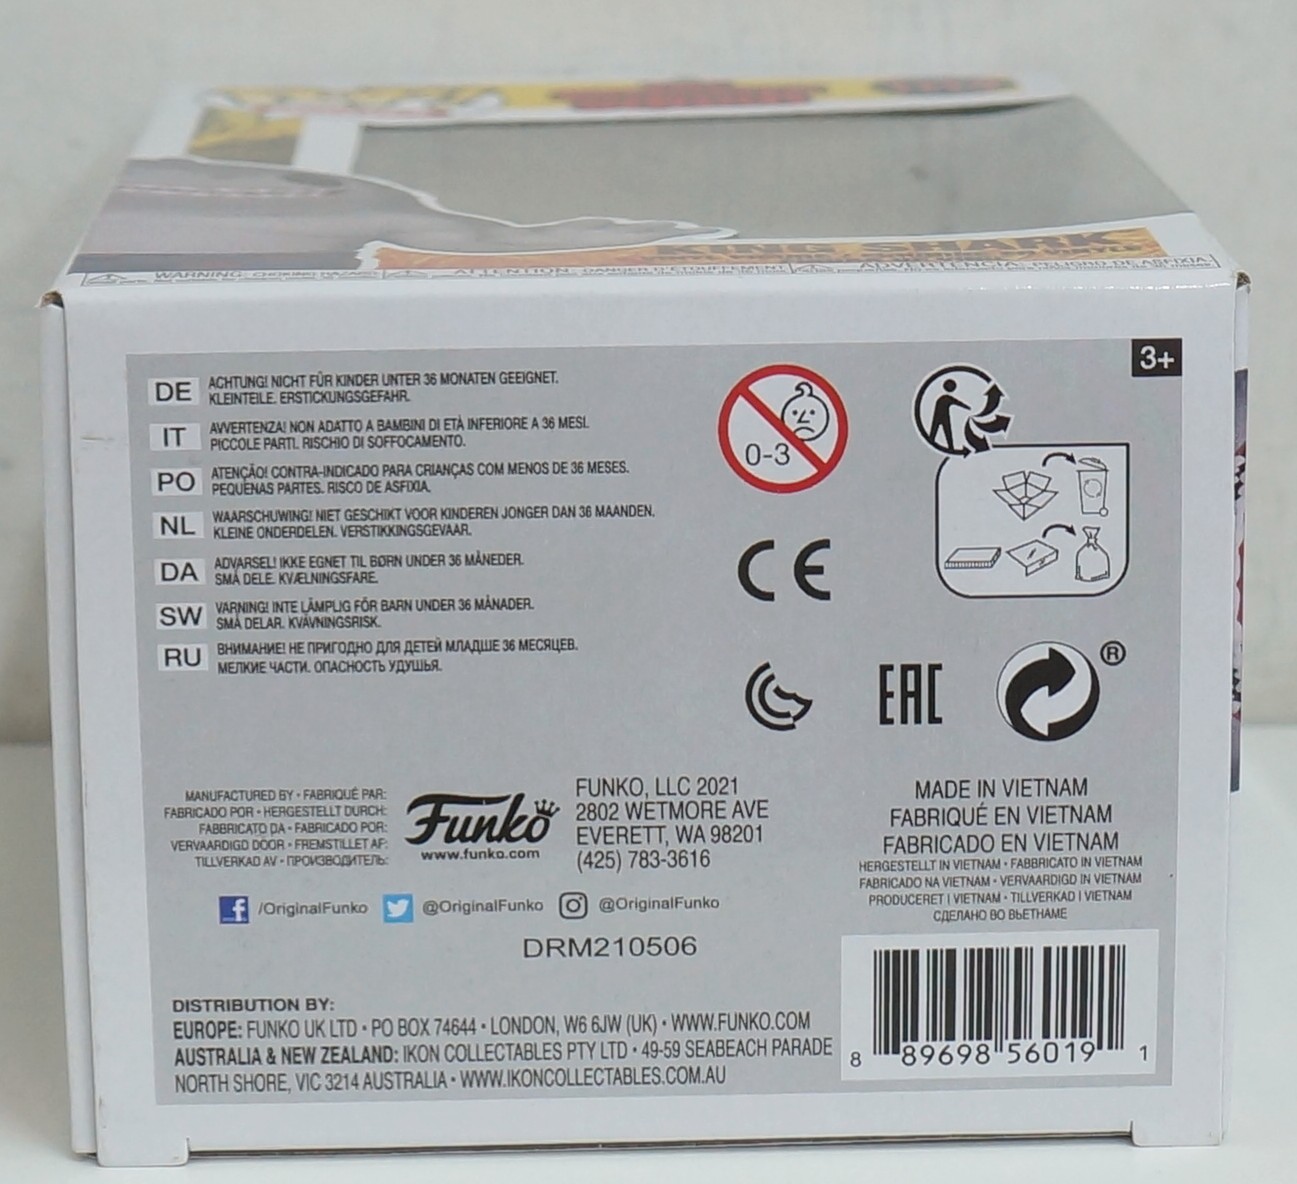 KING SHARK
WARNING: CHOKING HAZARD
ATTENTION: DANGER D'ÉTOUFFEMENT
ADVERTENCIA: PELIGRO DE ASFIXIA
3+
DE ACHTUNG! NICHT FÜR KINDER UNTER 36 MONATEN GEEIGNET.
KLEINTEILE. ERSTICKUNGSGEFAHR.
IT AVVERTENZA! NON ADATTO A BAMBINI DI ETÀ INFERIORE A 36 MESI.
PICCOLE PARTI. RISCHIO DI SOFFOCAMENTO.
PO ATENÇÃO! CONTRA-INDICADO PARA CRIANÇAS COM MENOS DE 36 MESES.
PEQUENAS PARTES. RISCO DE ASFIXIA.
NL WAARSCHUWING! NIET GESCHIKT VOOR KINDEREN JONGER DAN 36 MAANDEN.
KLEINE ONDERDELEN. VERSTIKKINGSGEVAAR.
DA ADVARSEL! IKKE EGNET TIL BØRN UNDER 36 MÅNEDER.
SMÅ DELE. KVÆLNINGSFARE.
SW VARNING! INTE LÄMPLIG FÖR BARN UNDER 36 MÅNADER.
SMÅ DELAR. KVÄVNINGSRISK.
RU ВНИМАНИЕ! НЕ ПРИГОДНО ДЛЯ ДЕТЕЙ МЛАДШЕ 36 МЕСЯЦЕВ.
МЕЛКИЕ ЧАСТИ. ОПАСНОСТЬ УДУШЬЯ.
0-3
CE
EAC
®
MANUFACTURED BY • FABRIQUÉ PAR:
FABRICADO POR • HERGESTELLT DURCH:
FABBRICATO DA • FABRICADO POR:
VERVAARDIGD DOOR • FREMSTILLET AF:
TILLVERKAD AV • ПРОИЗВОДИТЕЛЬ:
Funko
www.funko.com
FUNKO, LLC 2021
2802 WETMORE AVE
EVERETT, WA 98201
(425) 783-3616
MADE IN VIETNAM
FABRIQUÉ EN VIETNAM
FABRICADO EN VIETNAM
HERGESTELLT IN VIETNAM • FABBRICATO IN VIETNAM
FABRICADO NA VIETNAM • VERVAARDIGD IN VIETNAM
PRODUCERET I VIETNAM • TILLVERKAD I VIETNAM
СДЕЛАНО ВО ВЬЕТНАМЕ
f /OriginalFunko @OriginalFunko @OriginalFunko
DRM210506
DISTRIBUTION BY:
EUROPE: FUNKO UK LTD • PO BOX 74644 • LONDON, W6 6JW (UK) • WWW.FUNKO.COM
AUSTRALIA & NEW ZEALAND: IKON COLLECTABLES PTY LTD • 49-59 SEABEACH PARADE
NORTH SHORE, VIC 3214 AUSTRALIA • WWW.IKONCOLLECTABLES.COM.AU
8 89698 56019 1